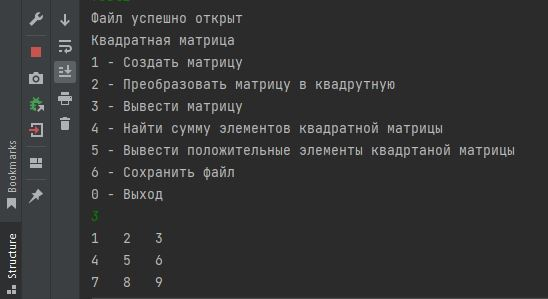 Файл успешно открыт
Квадратная матрица
1 - Создать матрицу
2 - Преобразовать матрицу в квадрутную
3 - Вывести матрицу
4 - Найти сумму элементов квадратной матрицы
5 - Вывести положительные элементы квадртаной матрицы
6 - Сохранить файл
0 - Выход
3
1 2 3
4 5 6
7 8 9
Bookmarks
Structure